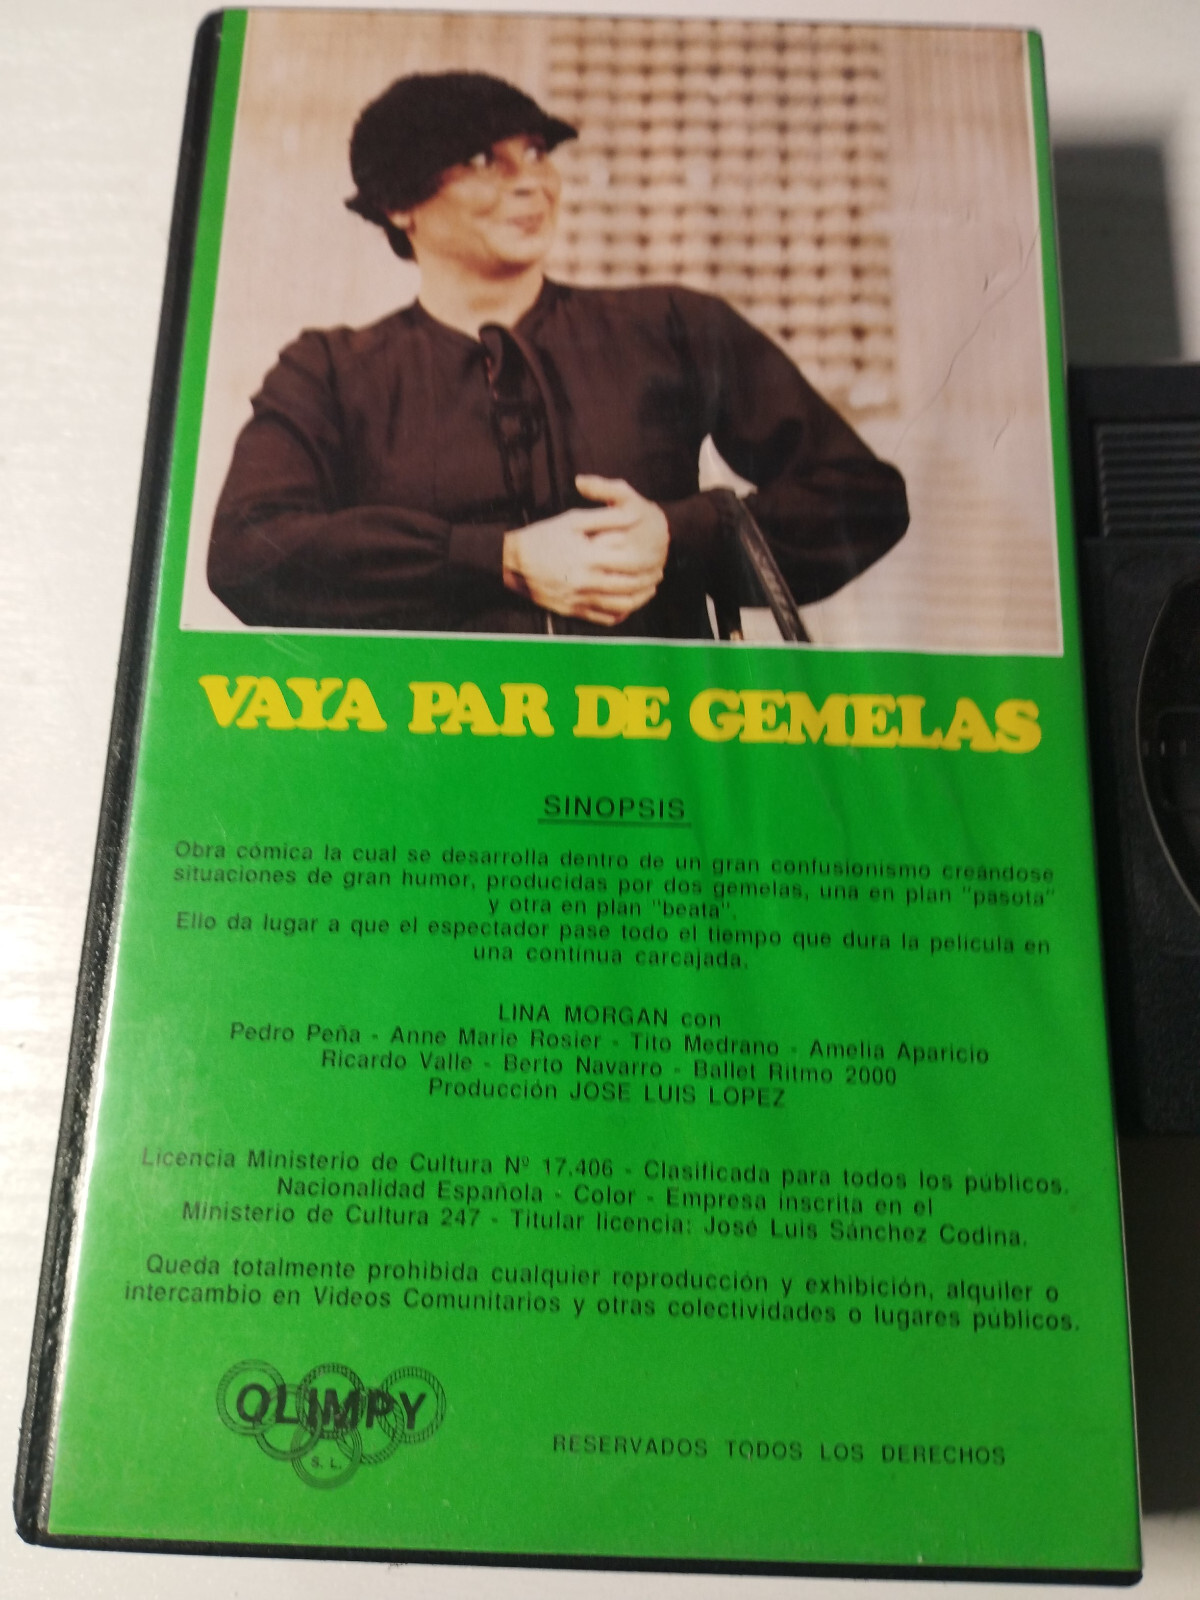 VAYA PAR DE GEMELAS
SINOPSIS
Obra cómica la cual se desarrolla dentro de un gran confusionismo creándose
situaciones de gran humor, producidas por dos gemelas, una en plan "pasota"
y otra en plan "beata".
Ello da lugar a que el espectador pase todo el tiempo que dura la película en
una contínua carcajada.
LINA MORGAN con
Pedro Peña - Anne Marie Rosier - Tito Medrano - Amelia Aparicio
Ricardo Valle - Berto Navarro - Ballet Ritmo 2000
Producción JOSE LUIS LOPEZ
Licencia Ministerio de Cultura Nº 17.406 - Clasificada para todos los públicos.
Nacionalidad Española - Color - Empresa inscrita en el
Ministerio de Cultura 247 - Titular licencia: José Luis Sánchez Codina.
Queda totalmente prohibida cualquier reproducción y exhibición, alquiler o
intercambio en Videos Comunitarios y otras colectividades o lugares públicos.
OLIMPY
S. L.
RESERVADOS TODOS LOS DERECHOS